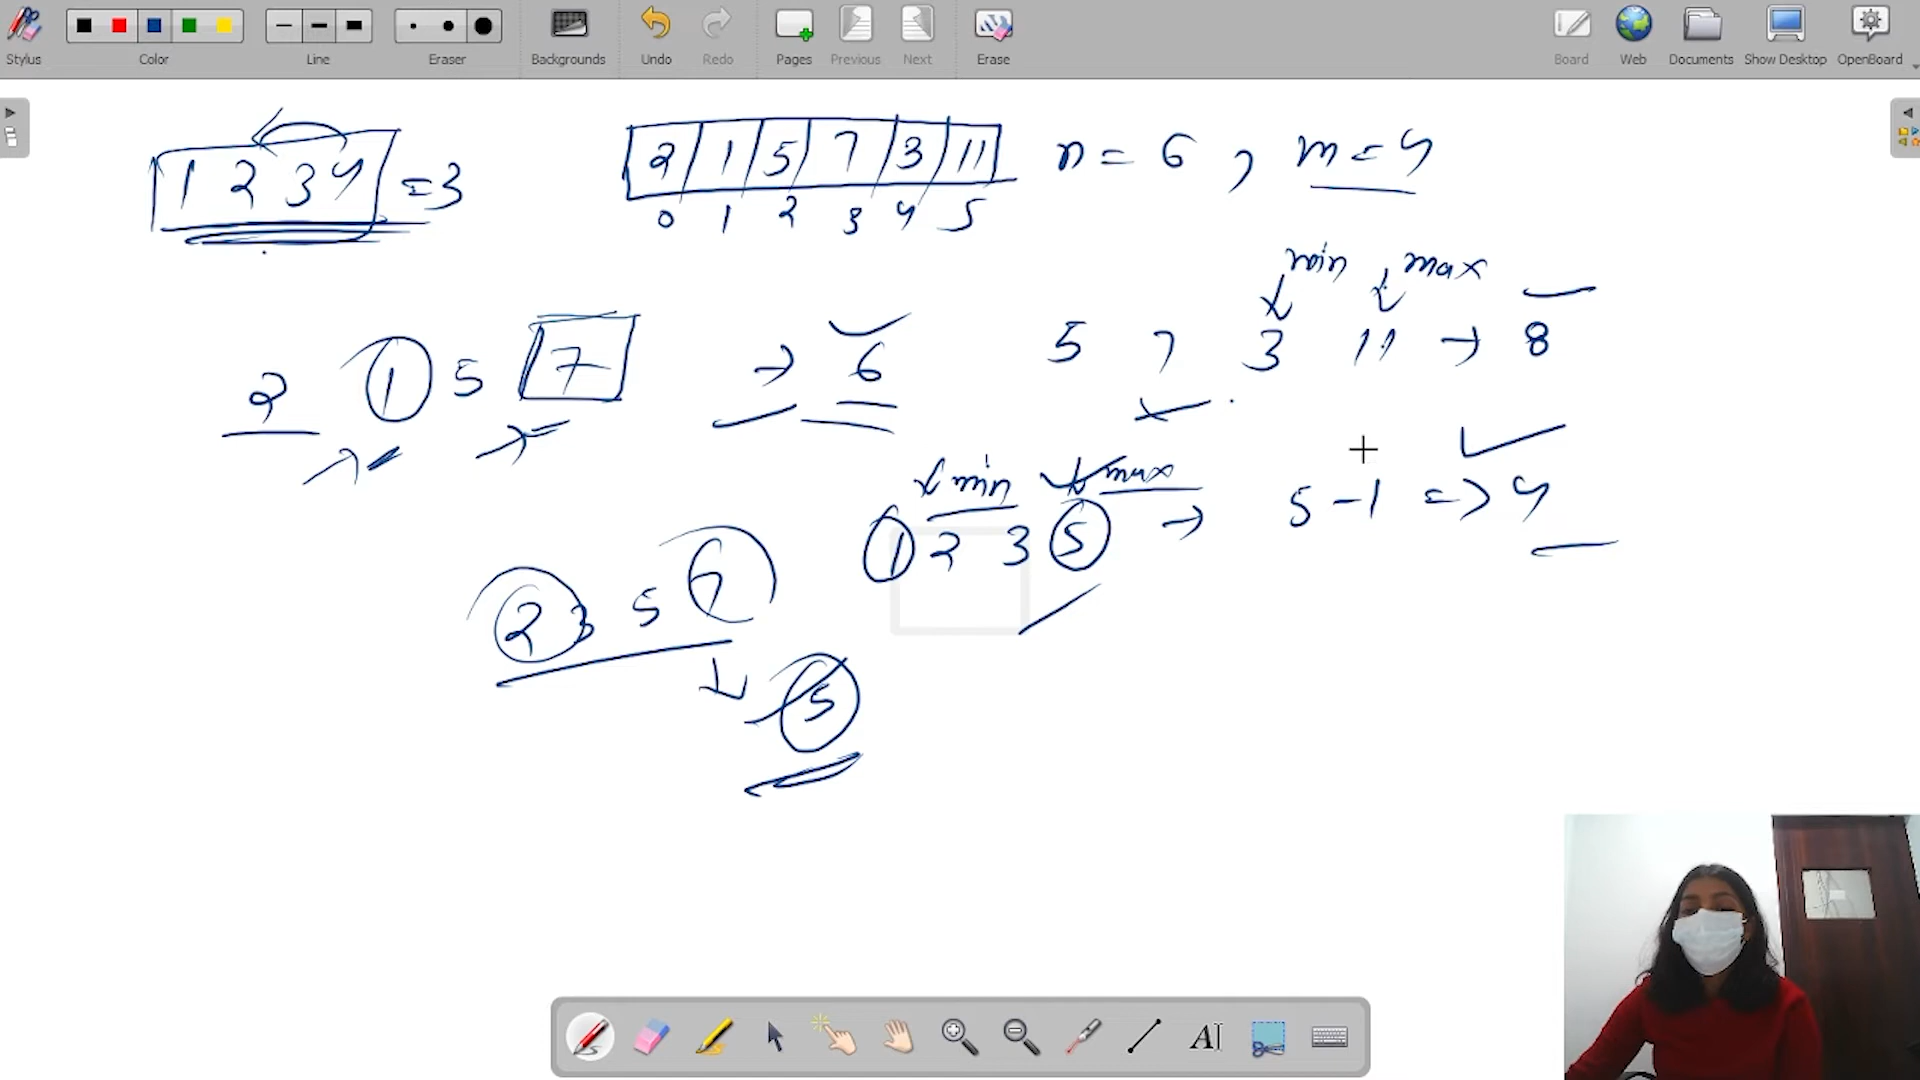 Stylus Color Line Eraser Backgrounds Undo Redo Pages Previous Next Erase Board Web Documents Show Desktop OpenBoard
1 2 3 4 =3
2 1 5 7 3 11 n = 6 , m = 4
0 1 2 3 4 5
min max
2 1 5 7 → 6
5 7 3 11 → 8
min max
1 2 3 5 → 5 - 1 => 4
2 3 5 7
5